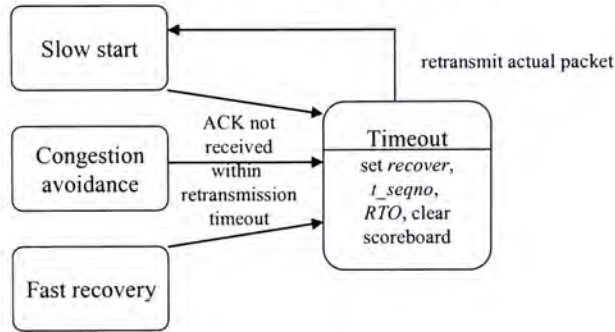 Slow start
retransmit actual packet
ACK not
received
within
retransmission
timeout
Congestion
avoidance
Timeout
set recover,
t_seqno,
RTO, clear
scoreboard
Fast recovery